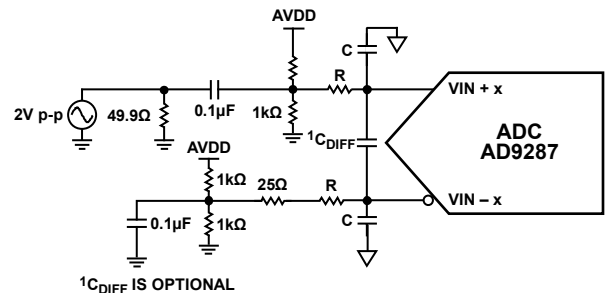 AVDD
C
R
2V p-p
49.9Ω
0.1µF
1kΩ
VIN + x
ADC
AD9287
1CDIFF
AVDD
1kΩ
25Ω
R
VIN – x
0.1µF
1kΩ
C
1CDIFF IS OPTIONAL